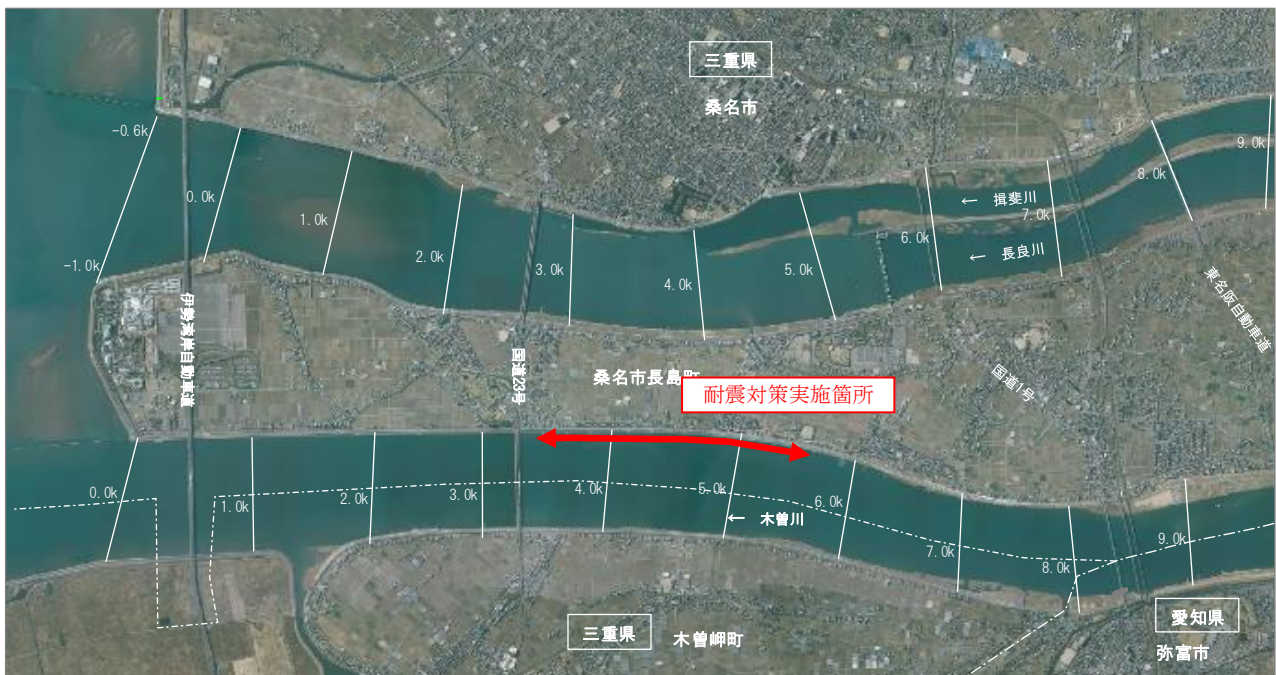 三重県
桑名市
-0.6k
0.0k
1.0k
2.0k
3.0k
4.0k
5.0k
6.0k
7.0k
8.0k
9.0k
← 揖斐川
← 長良川
-1.0k
伊勢湾岸自動車道
国道23号
桑名市長島町
耐震対策実施箇所
国道1号
東名阪自動車道
0.0k
1.0k
2.0k
3.0k
4.0k
5.0k
6.0k
7.0k
8.0k
9.0k
← 木曽川
三重県
木曽岬町
愛知県
弥富市